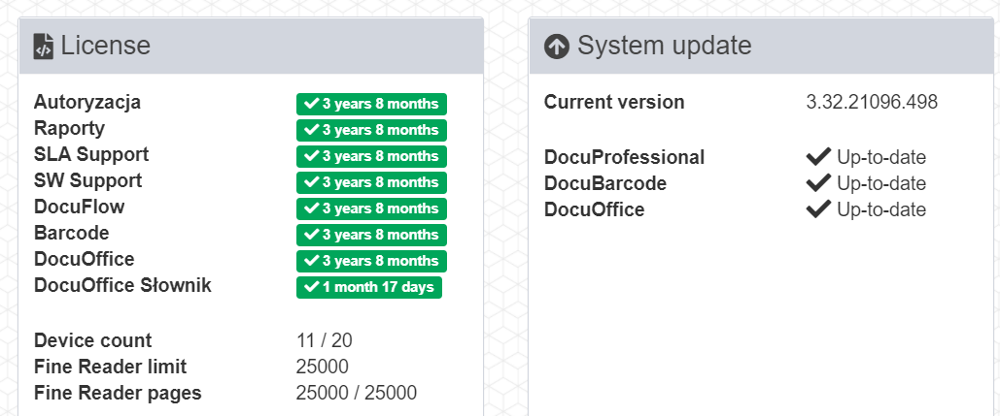 License
Autoryzacja 3 years 8 months
Raporty 3 years 8 months
SLA Support 3 years 8 months
SW Support 3 years 8 months
DocuFlow 3 years 8 months
Barcode 3 years 8 months
DocuOffice 3 years 8 months
DocuOffice Słownik 1 month 17 days
Device count 11 / 20
Fine Reader limit 25000
Fine Reader pages 25000 / 25000
System update
Current version 3.32.21096.498
DocuProfessional Up-to-date
DocuBarcode Up-to-date
DocuOffice Up-to-date